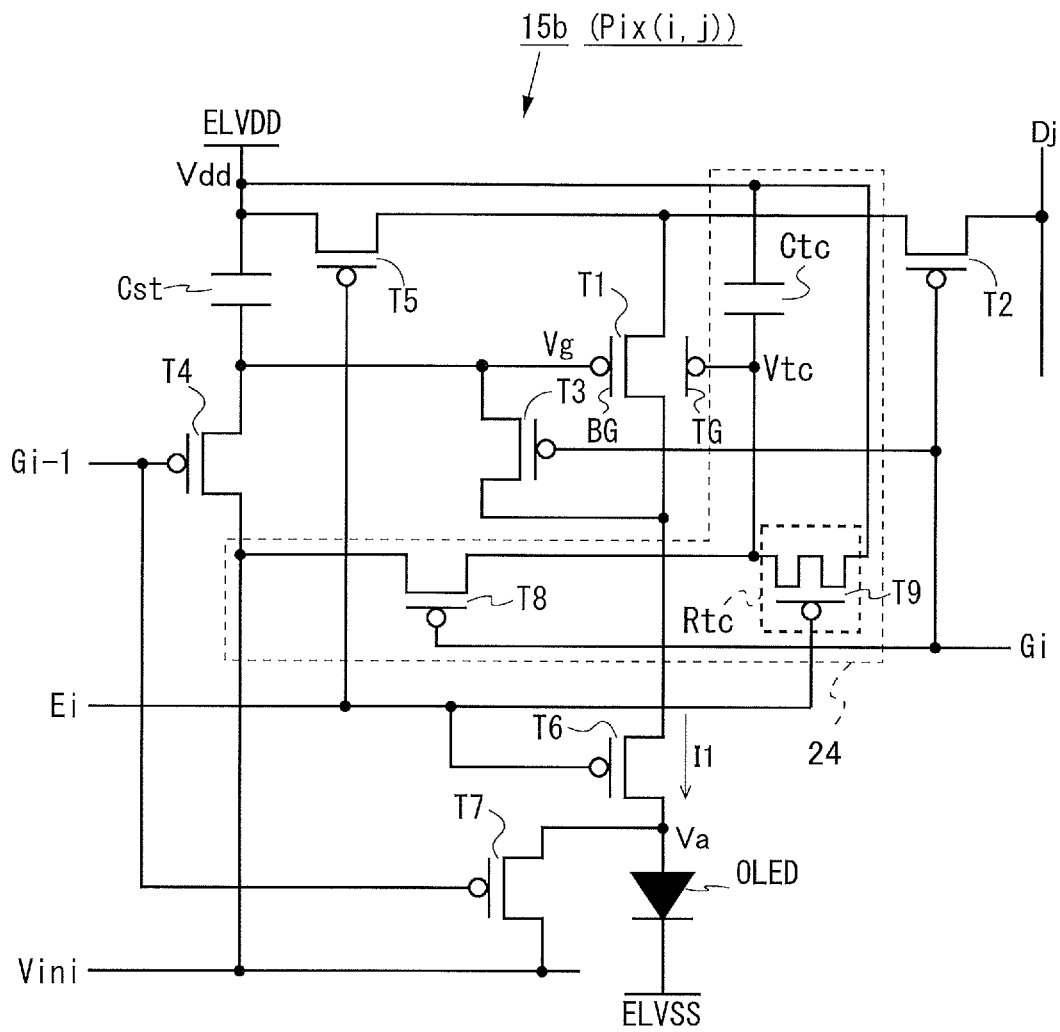 15b (Pix(i, j))
ELVDD
Dj
Vdd
Ctc
Cst
T5
T1
T2
Vg
T4
T3
Vtc
BG
TG
Gi-1
T8
Rtc
T9
Gi
Ei
T6
I1
24
T7
Va
OLED
Vini
ELVSS